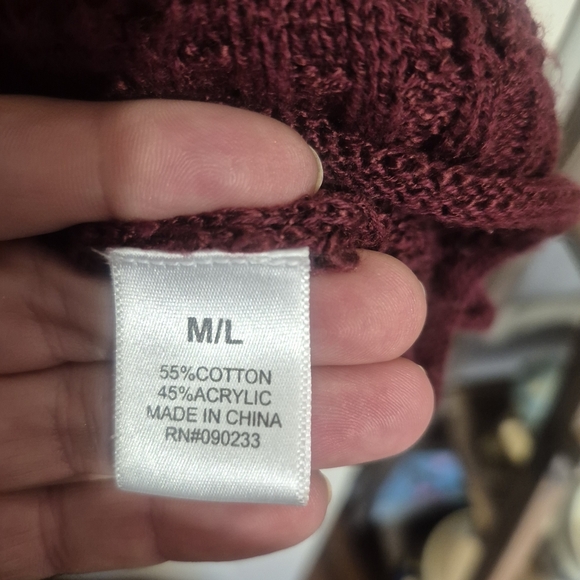 M/L
55%COTTON
45%ACRYLIC
MADE IN CHINA
RN#090233